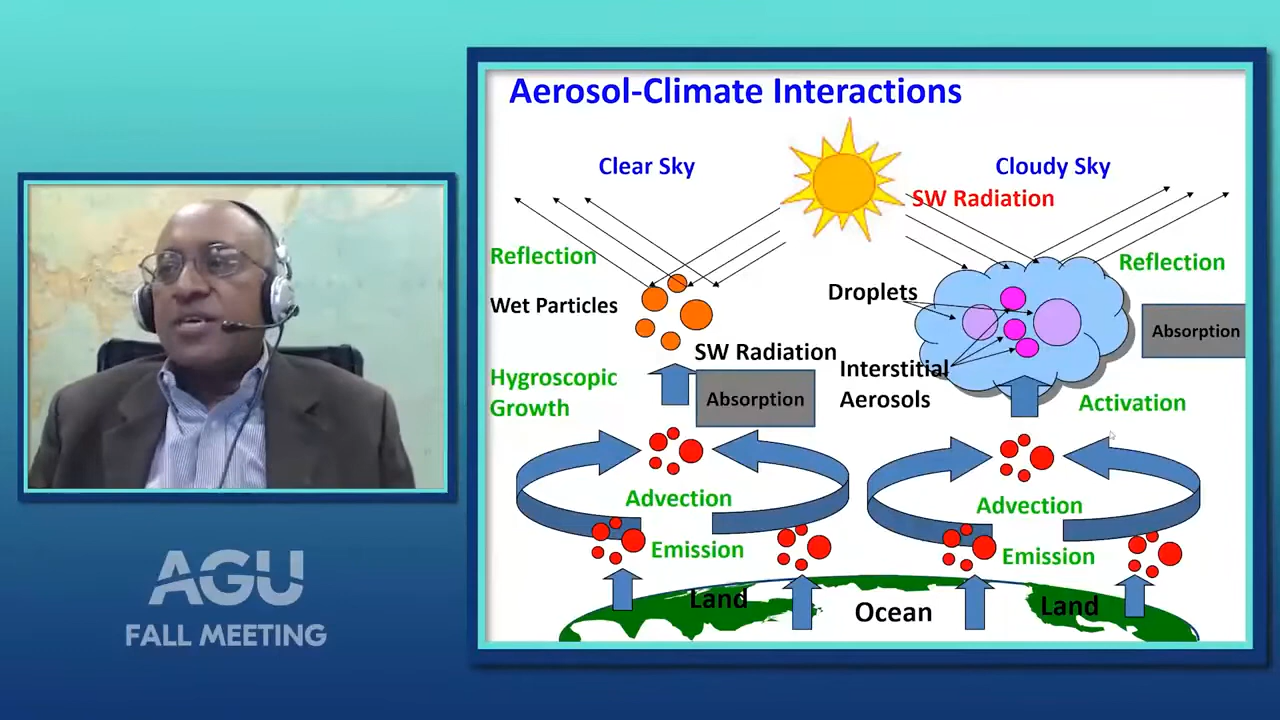 Aerosol-Climate Interactions
Clear Sky
Cloudy Sky
SW Radiation
Reflection
Reflection
Wet Particles
Droplets
Absorption
SW Radiation
Interstitial
Aerosols
Hygroscopic
Growth
Absorption
Activation
Advection
Advection
Emission
Emission
Land
Ocean
Land
AGU
FALL MEETING